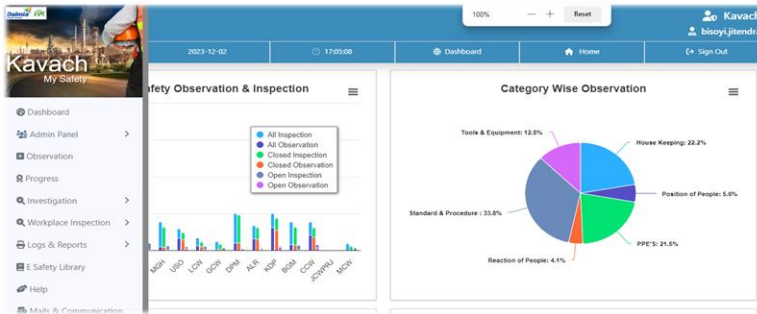 Dalmia
Kavach
My Safety
Dashboard
Admin Panel
Observation
Progress
Investigation
Workplace Inspection
Logs & Reports
E Safety Library
Help
Mails & Communication
100%
Reset
Kavach
bisoyi.jitendra
2023-12-02
17:05:08
Dashboard
Home
Sign Out
fety Observation & Inspection
All Inspection
All Observation
Closed Inspection
Closed Observation
Open Inspection
Open Observation
MGH
USO
LCW
GCW
DPM
ALR
KDP
BGM
CCW
JCWPRJ
MCW
Category Wise Observation
Tools & Equipment: 12.8%
House Keeping: 22.2%
Position of People: 5.6%
Standard & Procedure : 33.8%
PPE'S: 21.5%
Reaction of People: 4.1%